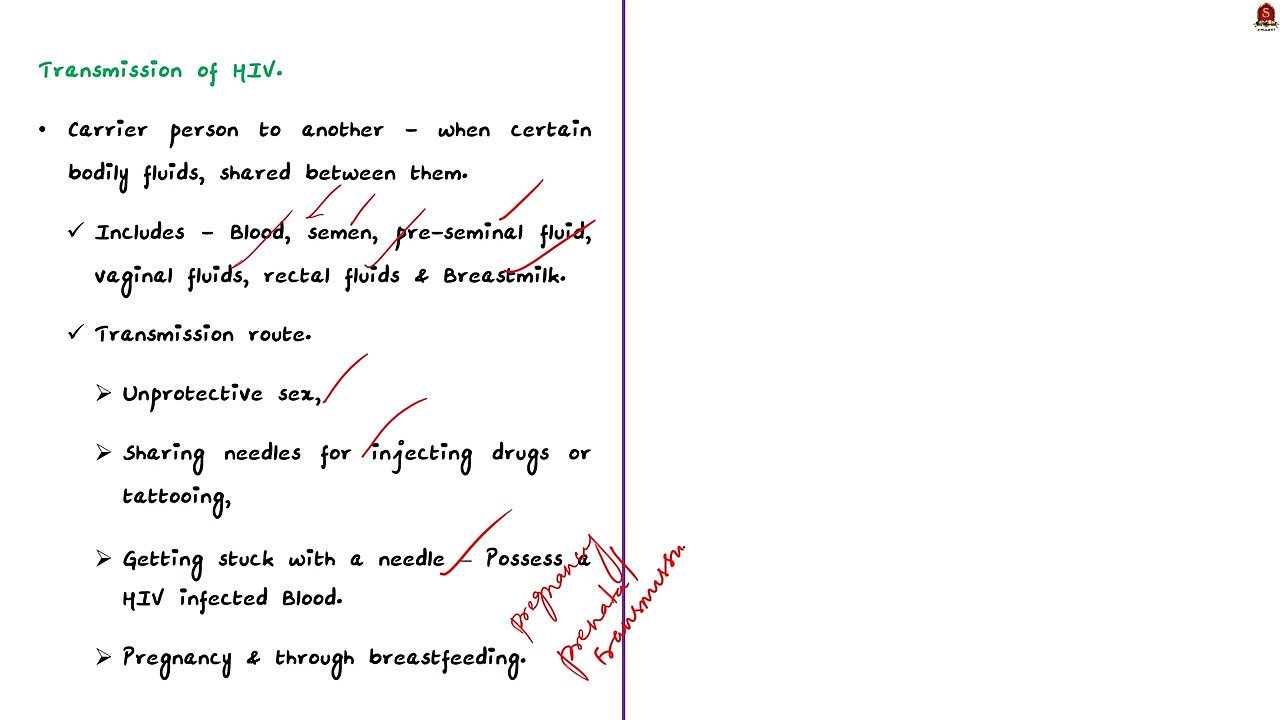 Transmission of HIV.
• Carrier person to another - when certain
bodily fluids, shared between them.
✓ Includes - Blood, semen, pre-seminal fluid,
vaginal fluids, rectal fluids & Breastmilk.
✓ Transmission route.
➢ Unprotective sex,
➢ Sharing needles for injecting drugs or
tattooing,
➢ Getting stuck with a needle - Possess a
HIV infected Blood.
➢ Pregnancy & through breastfeeding.
pregnancy
prenatal
S